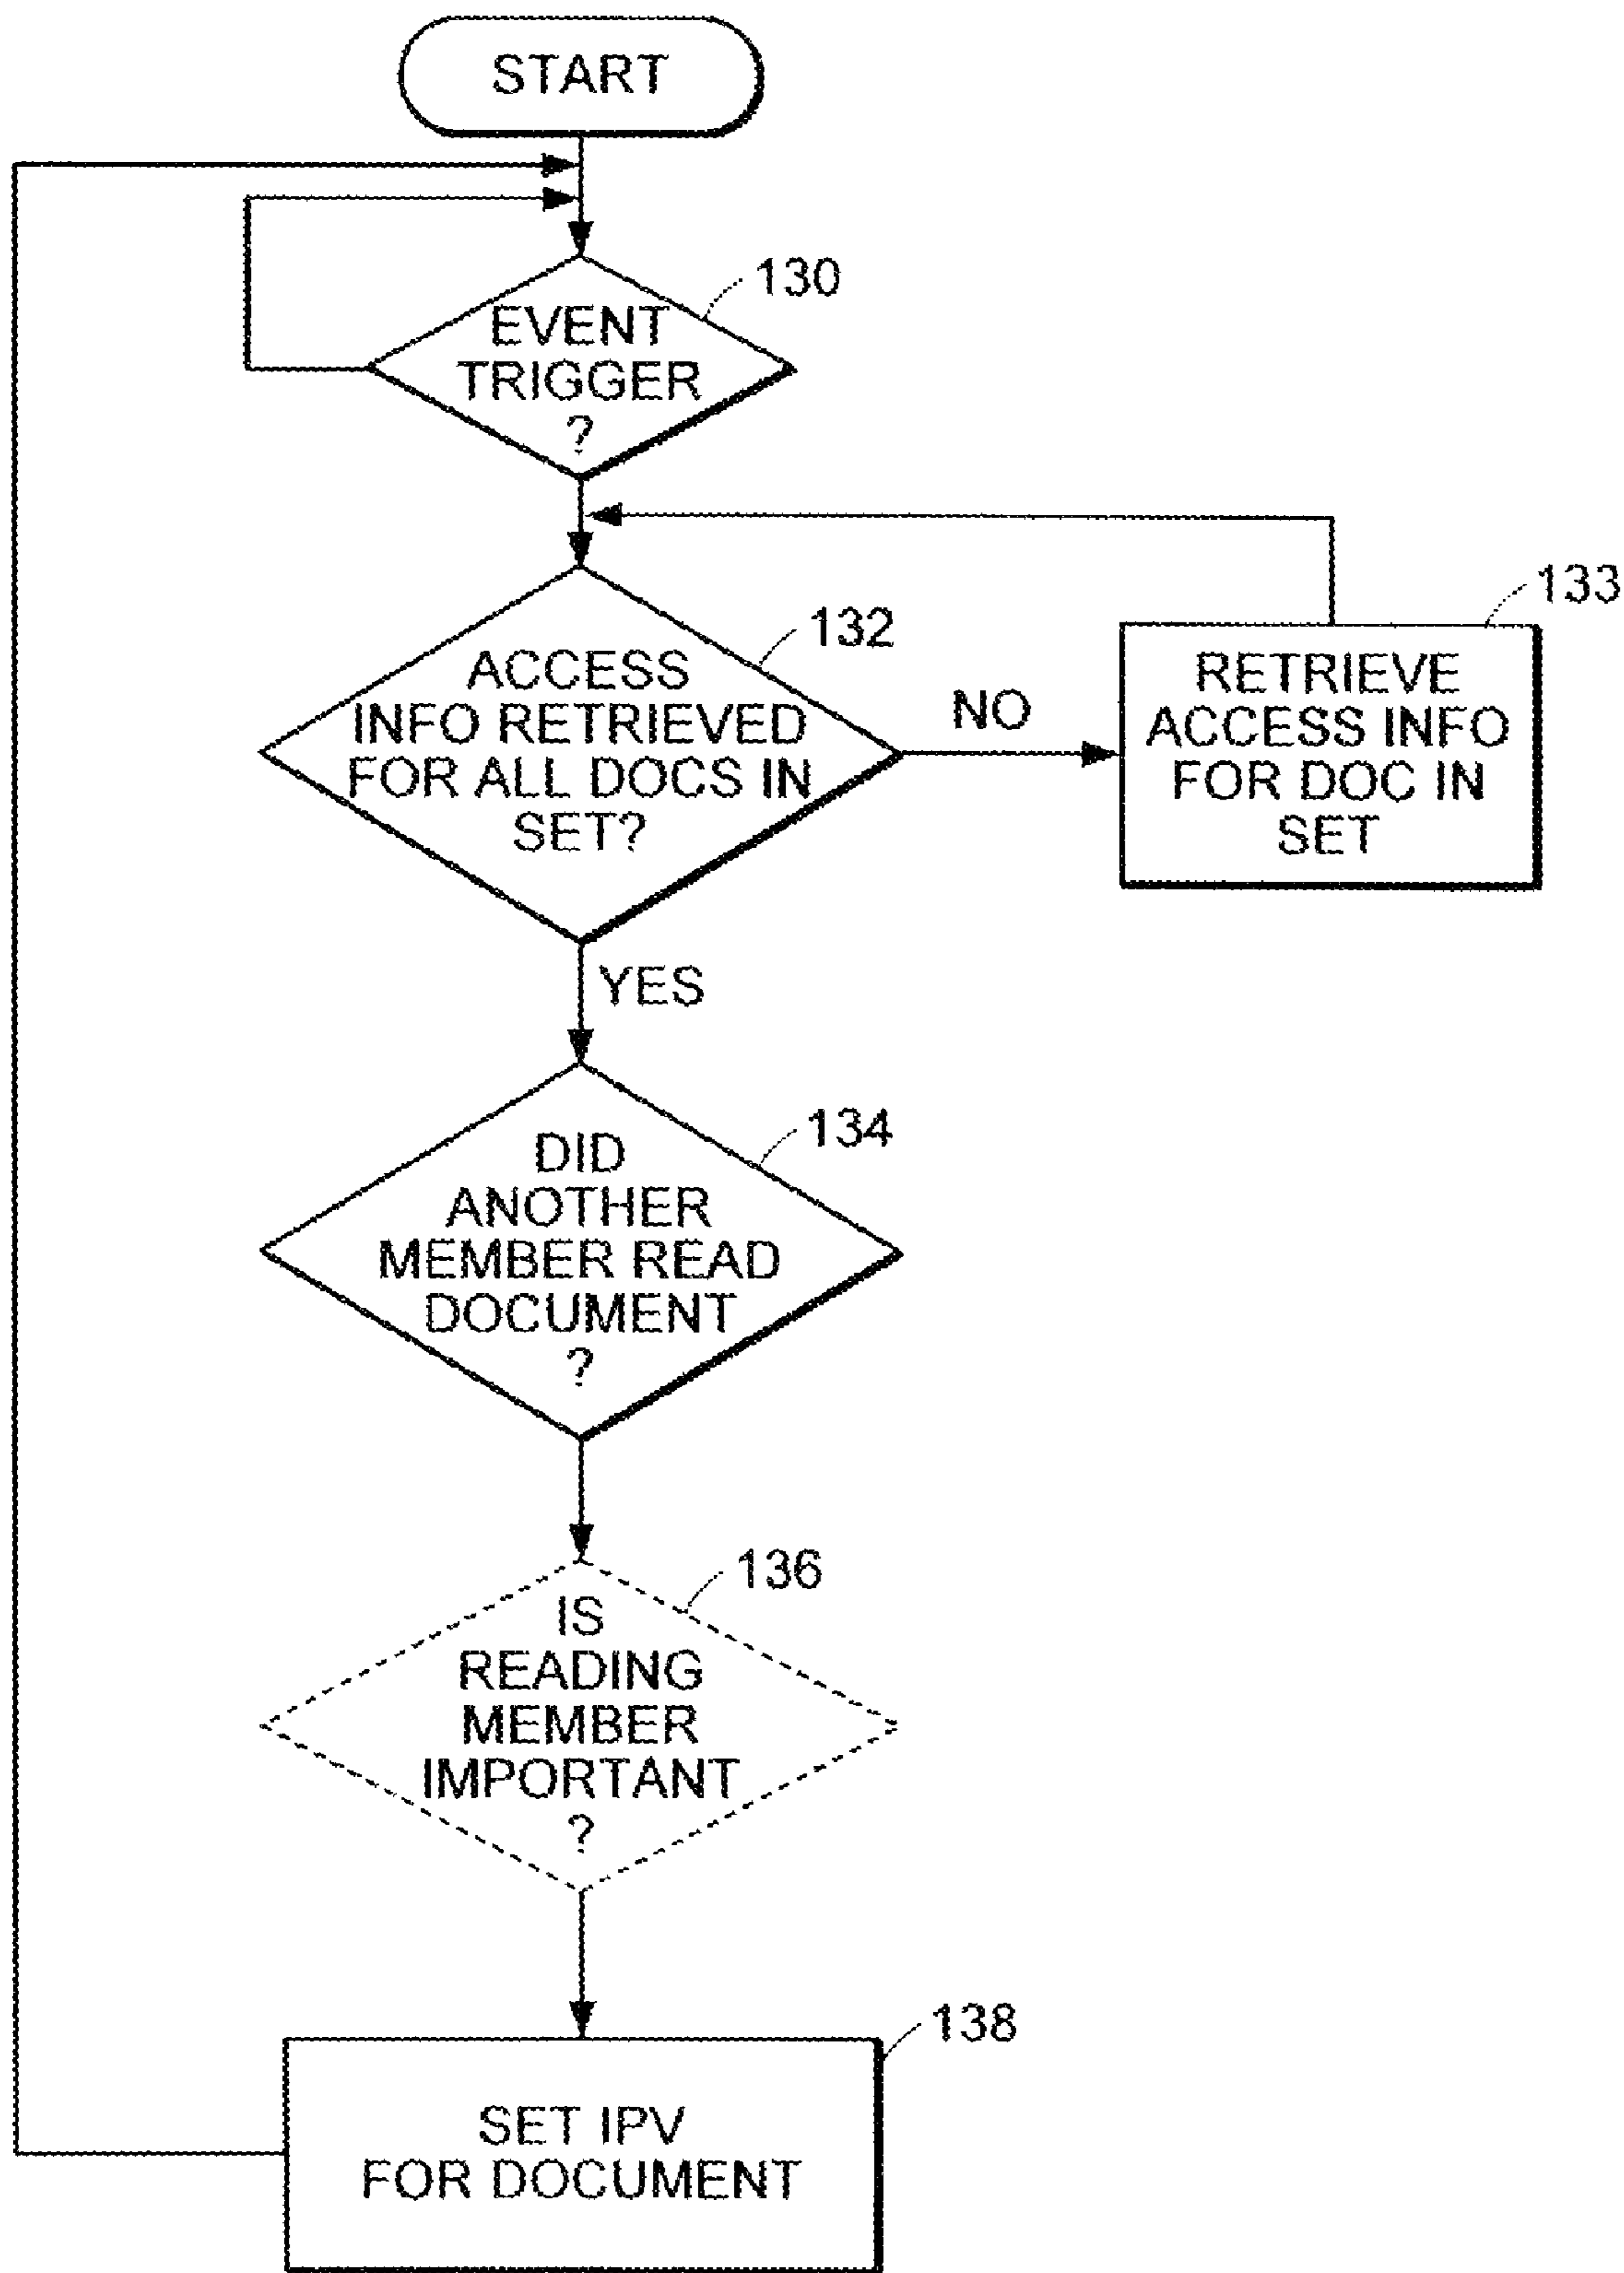 START
130
EVENT
TRIGGER
?
132
ACCESS
INFO RETRIEVED
FOR ALL DOCS IN
SET?
NO
133
RETRIEVE
ACCESS INFO
FOR DOC IN
SET
YES
134
DID
ANOTHER
MEMBER READ
DOCUMENT
?
136
IS
READING
MEMBER
IMPORTANT
?
138
SET IPV
FOR DOCUMENT